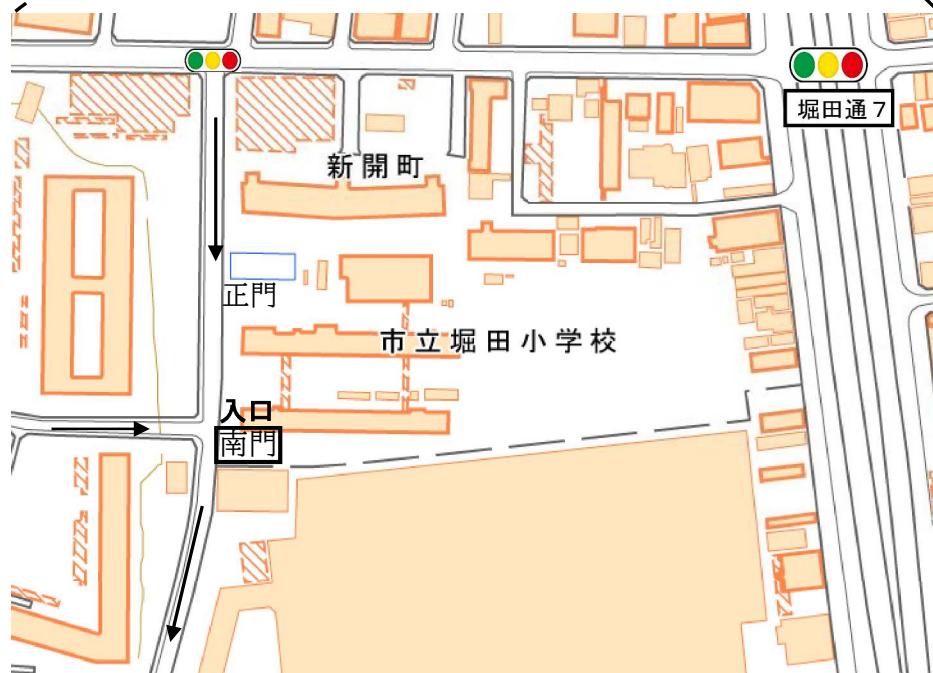 堀田通7
新開町
正門
市立堀田小学校
入口
南門